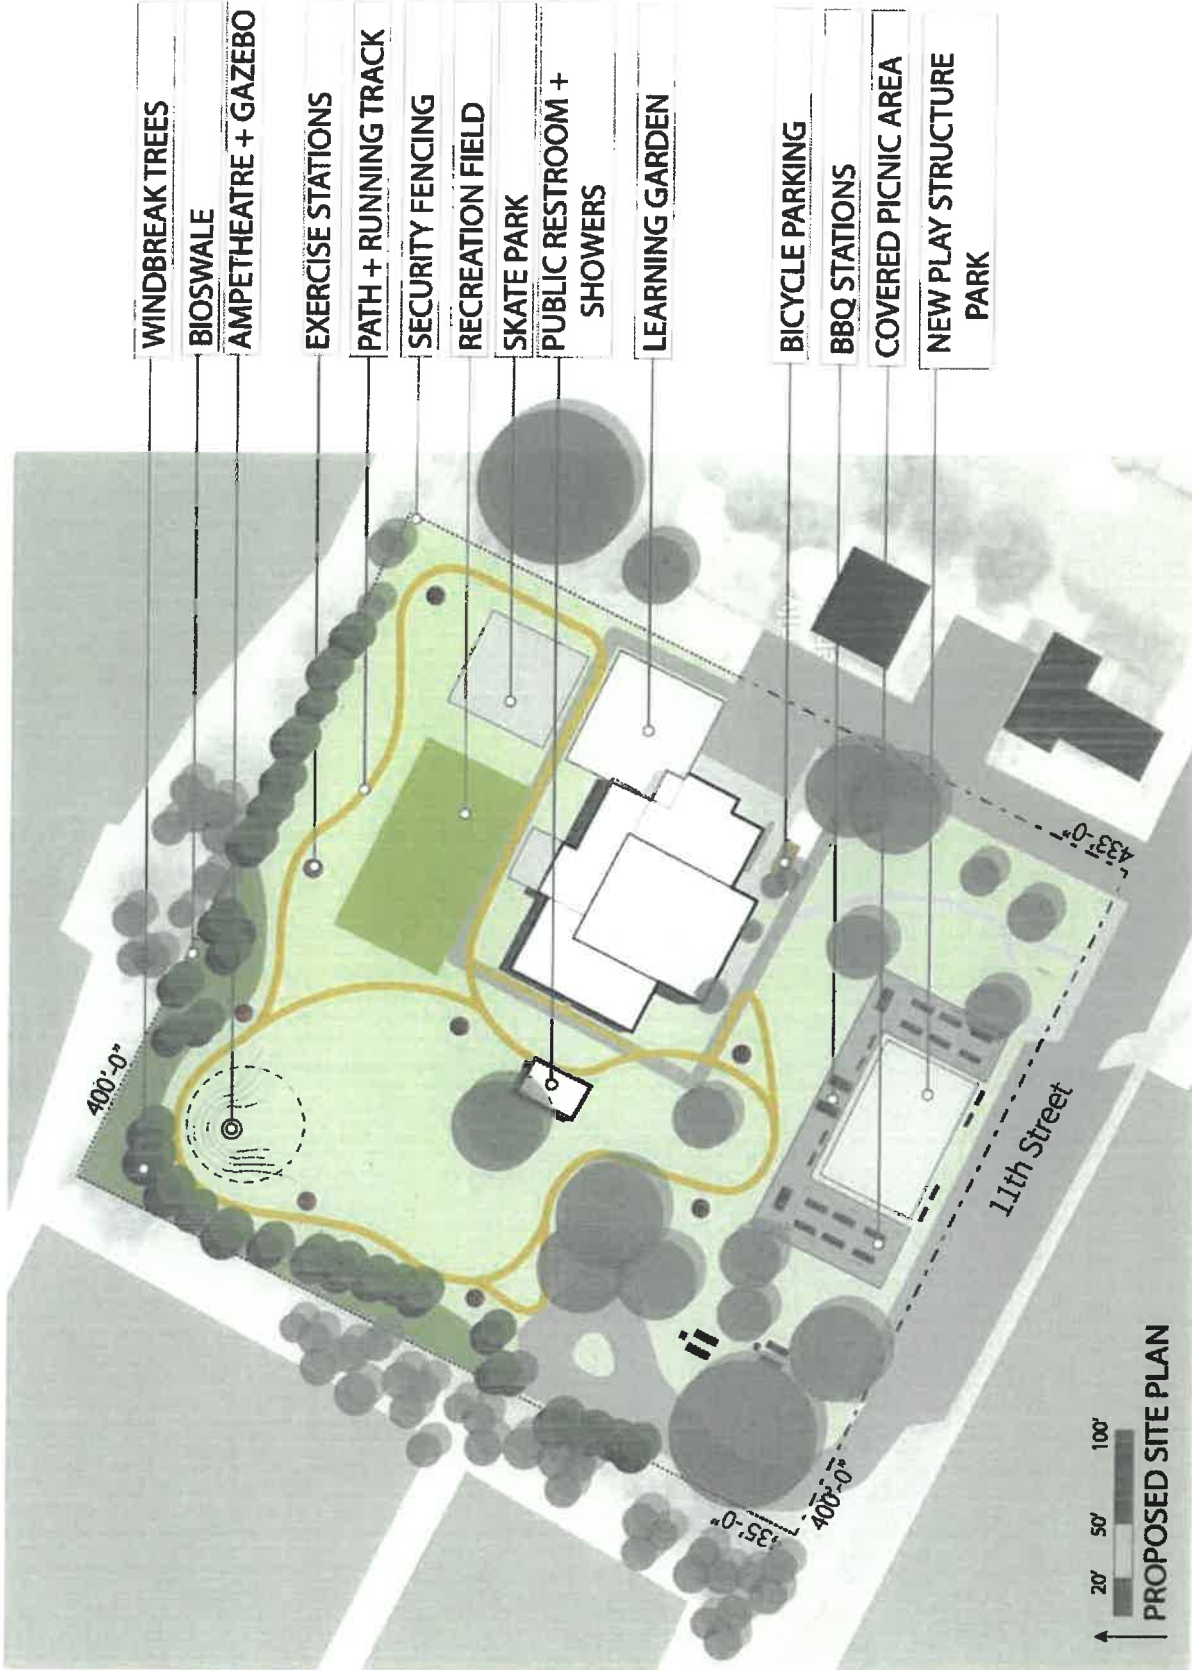 WINDBREAK TREES
BIOSWALE
AMPETHEATRE + GAZEBO
EXERCISE STATIONS
PATH + RUNNING TRACK
SECURITY FENCING
RECREATION FIELD
SKATE PARK
PUBLIC RESTROOM +
SHOWERS
LEARNING GARDEN
BICYCLE PARKING
BBQ STATIONS
COVERED PICNIC AREA
NEW PLAY STRUCTURE
PARK
400'-0"
433'-0"
11th Street
400'-0"
35'-0"
20' 50' 100'
PROPOSED SITE PLAN